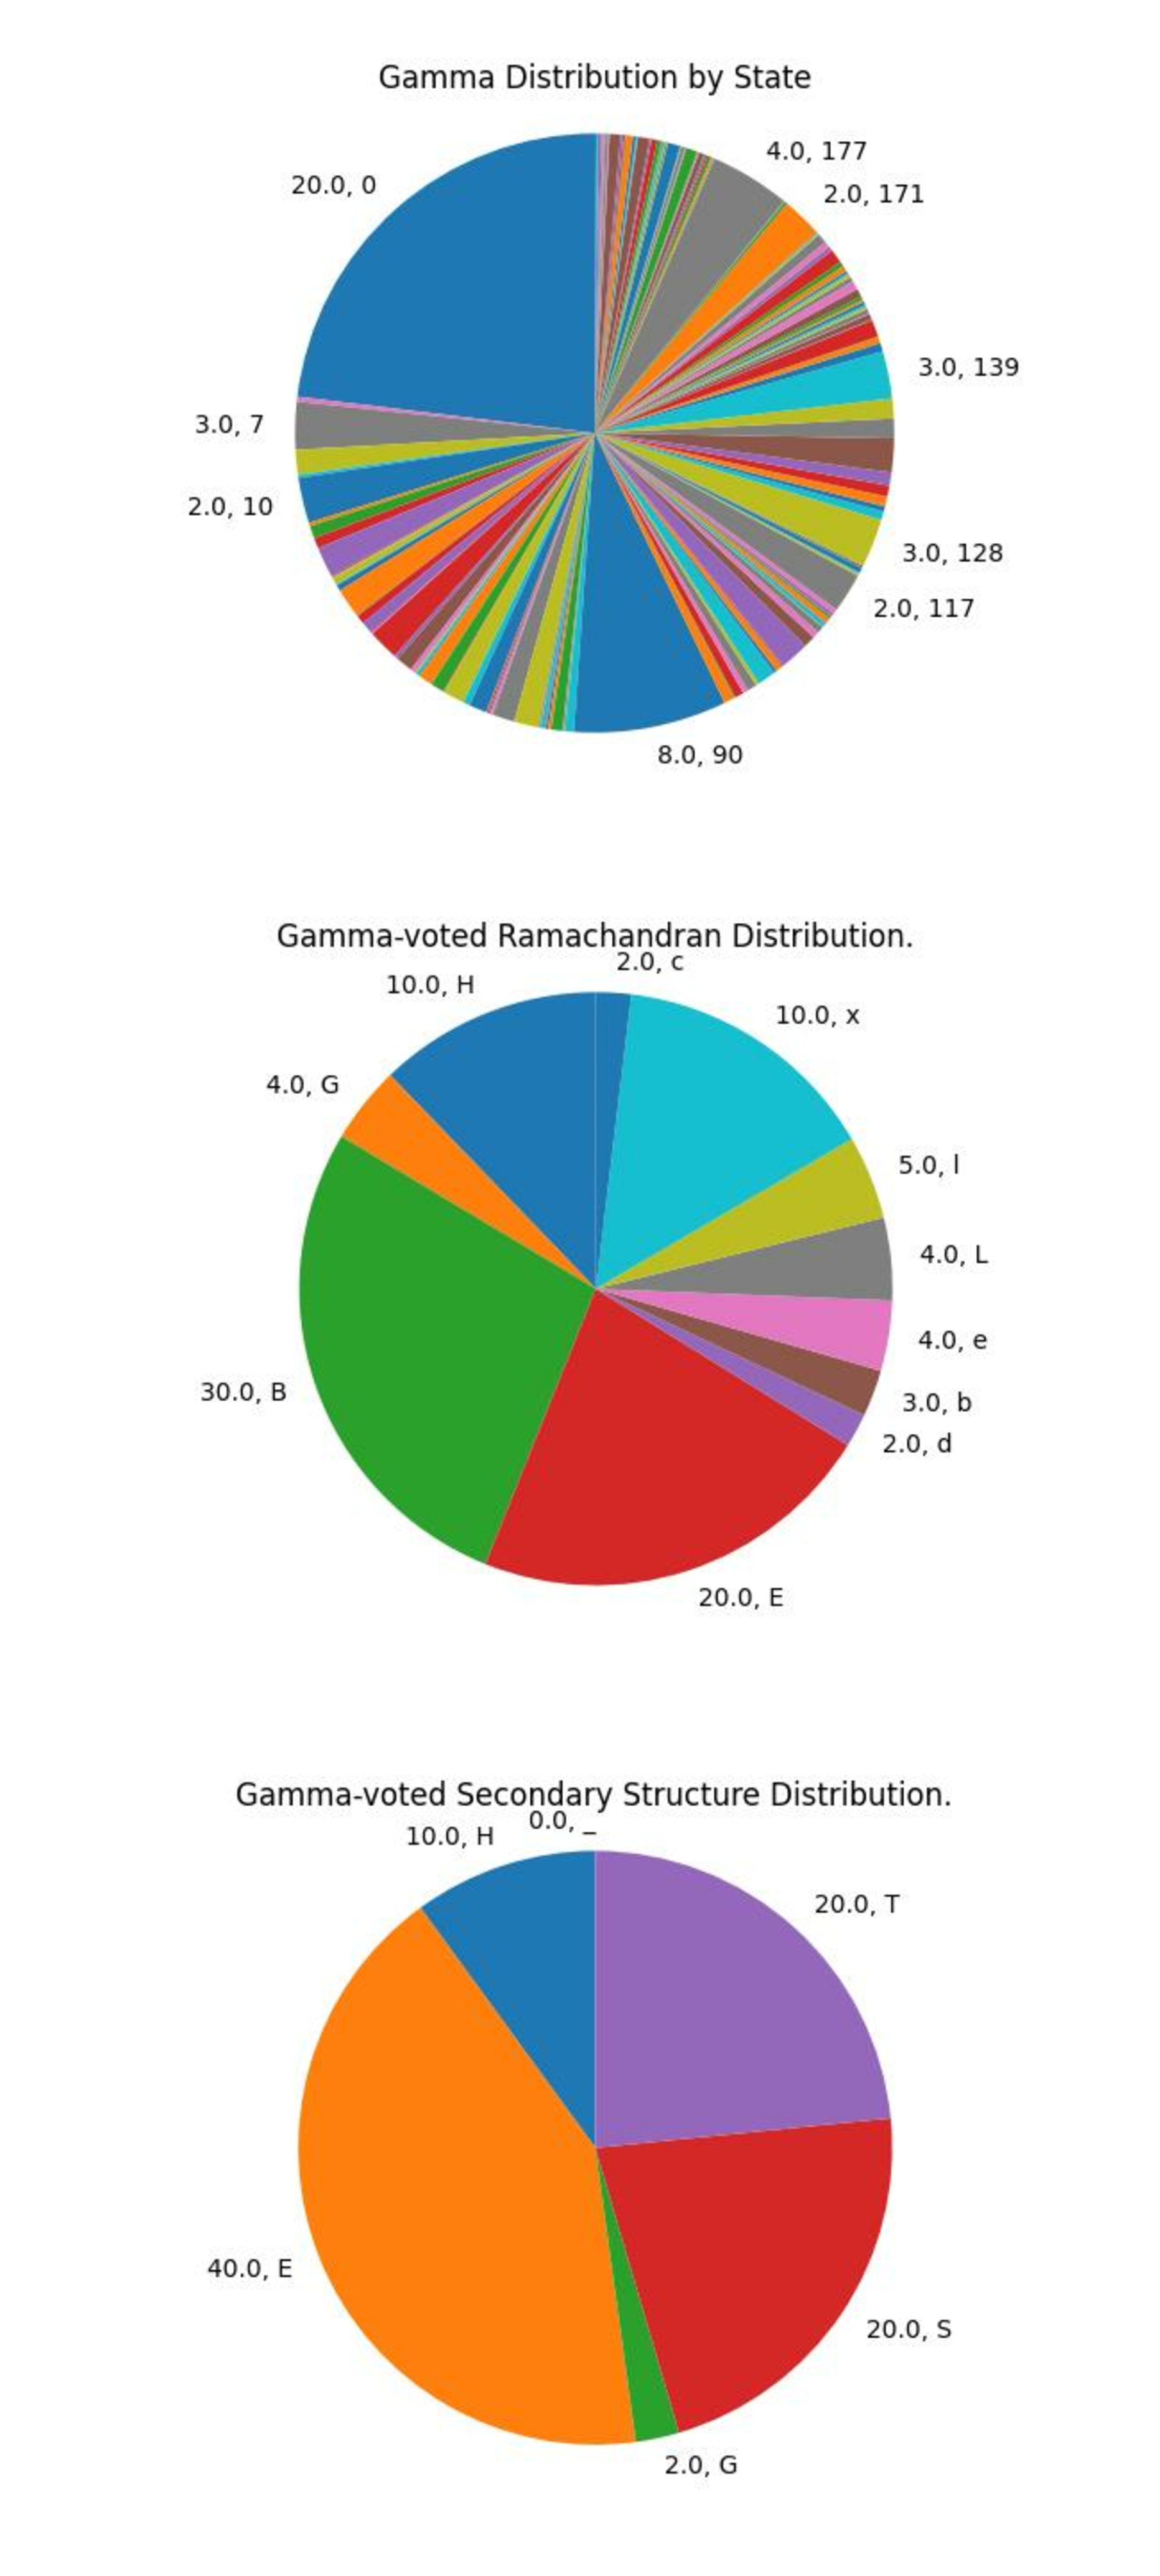 Gamma Distribution by State
4.0, 177
20.0, 0
2.0, 171
3.0, 139
3.0, 7
2.0, 10
3.0, 128
2.0, 117
8.0, 90
Gamma-voted Ramachandran Distribution.
2.0, c
10.0, H
10.0, x
4.0, G
5.0, l
4.0, L
4.0, e
30.0, B
3.0, b
2.0, d
20.0, E
Gamma-voted Secondary Structure Distribution.
0.0, _
10.0, H
20.0, T
40.0, E
20.0, S
2.0, G